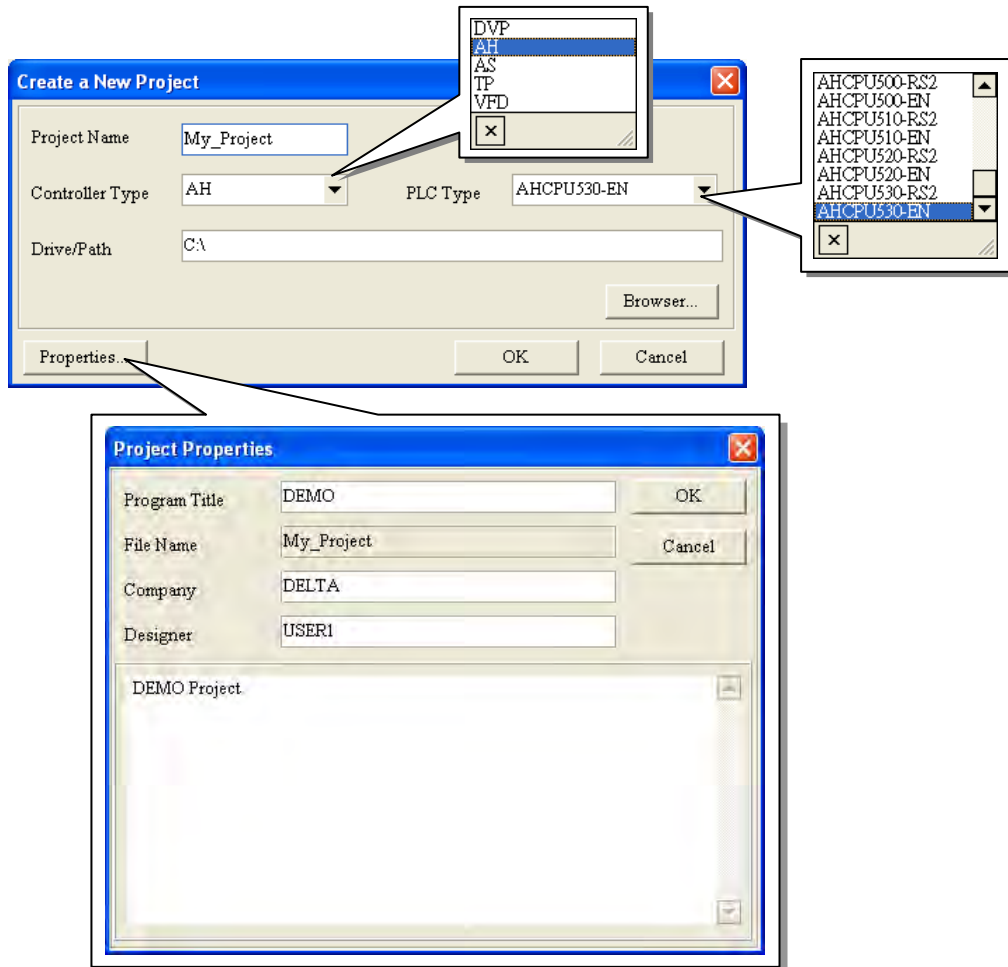 DVP
AH
AS
TP
VFD
Create a New Project
Project Name My_Project
Controller Type AH PLC Type AHCPU530-EN
Drive/Path C:\
Browser...
Properties... OK Cancel
AHCPU500-RS2
AHCPU500-EN
AHCPU510-RS2
AHCPU510-EN
AHCPU520-RS2
AHCPU520-EN
AHCPU530-RS2
AHCPU530-EN
Project Properties
Program Title DEMO OK
File Name My_Project Cancel
Company DELTA
Designer USER1
DEMO Project